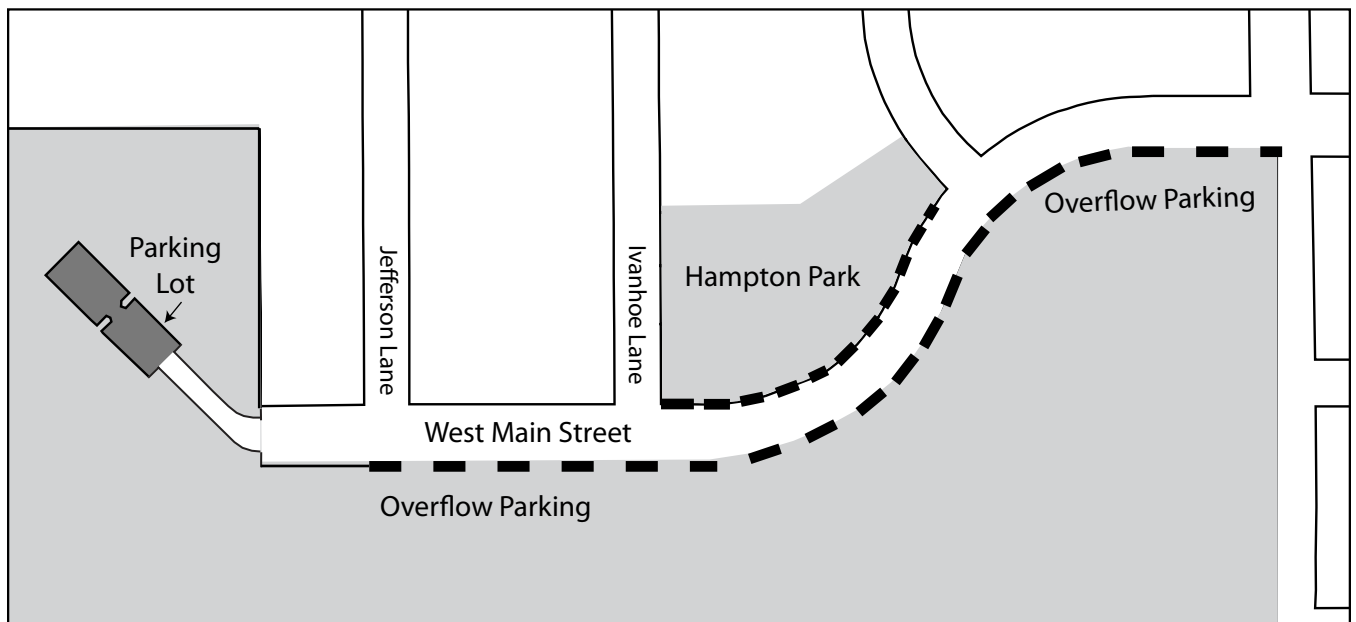 Overflow Parking
Parking
Lot
Jefferson Lane
Ivanhoe Lane
Hampton Park
West Main Street
Overflow Parking